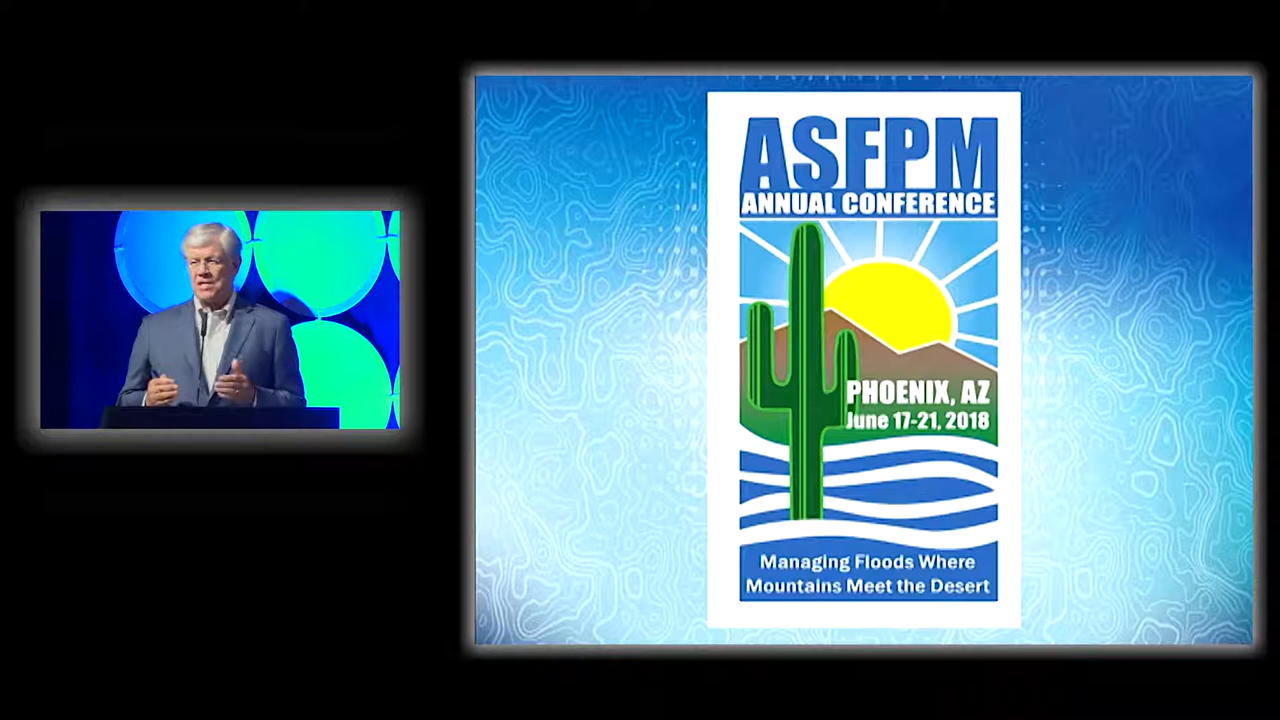 ASFPM
ANNUAL CONFERENCE
PHOENIX, AZ
June 17-21, 2018
Managing Floods Where
Mountains Meet the Desert